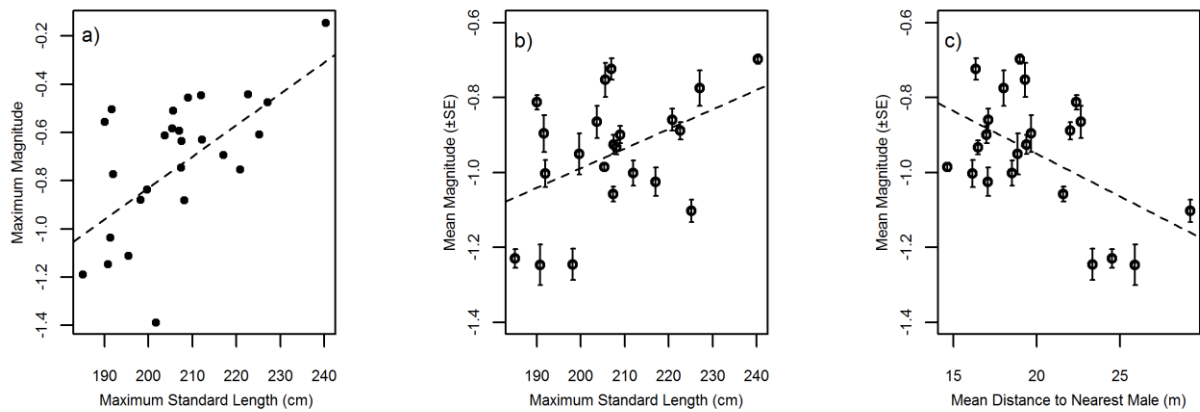 a)
Maximum Magnitude
-0.2
-0.4
-0.6
-0.8
-1.0
-1.2
-1.4
190 200 210 220 230 240
Maximum Standard Length (cm)
b)
Mean Magnitude (±SE)
-0.6
-0.8
-1.0
-1.2
-1.4
190 200 210 220 230 240
Maximum Standard Length (cm)
c)
Mean Magnitude (±SE)
-0.6
-0.8
-1.0
-1.2
-1.4
15 20 25
Mean Distance to Nearest Male (m)